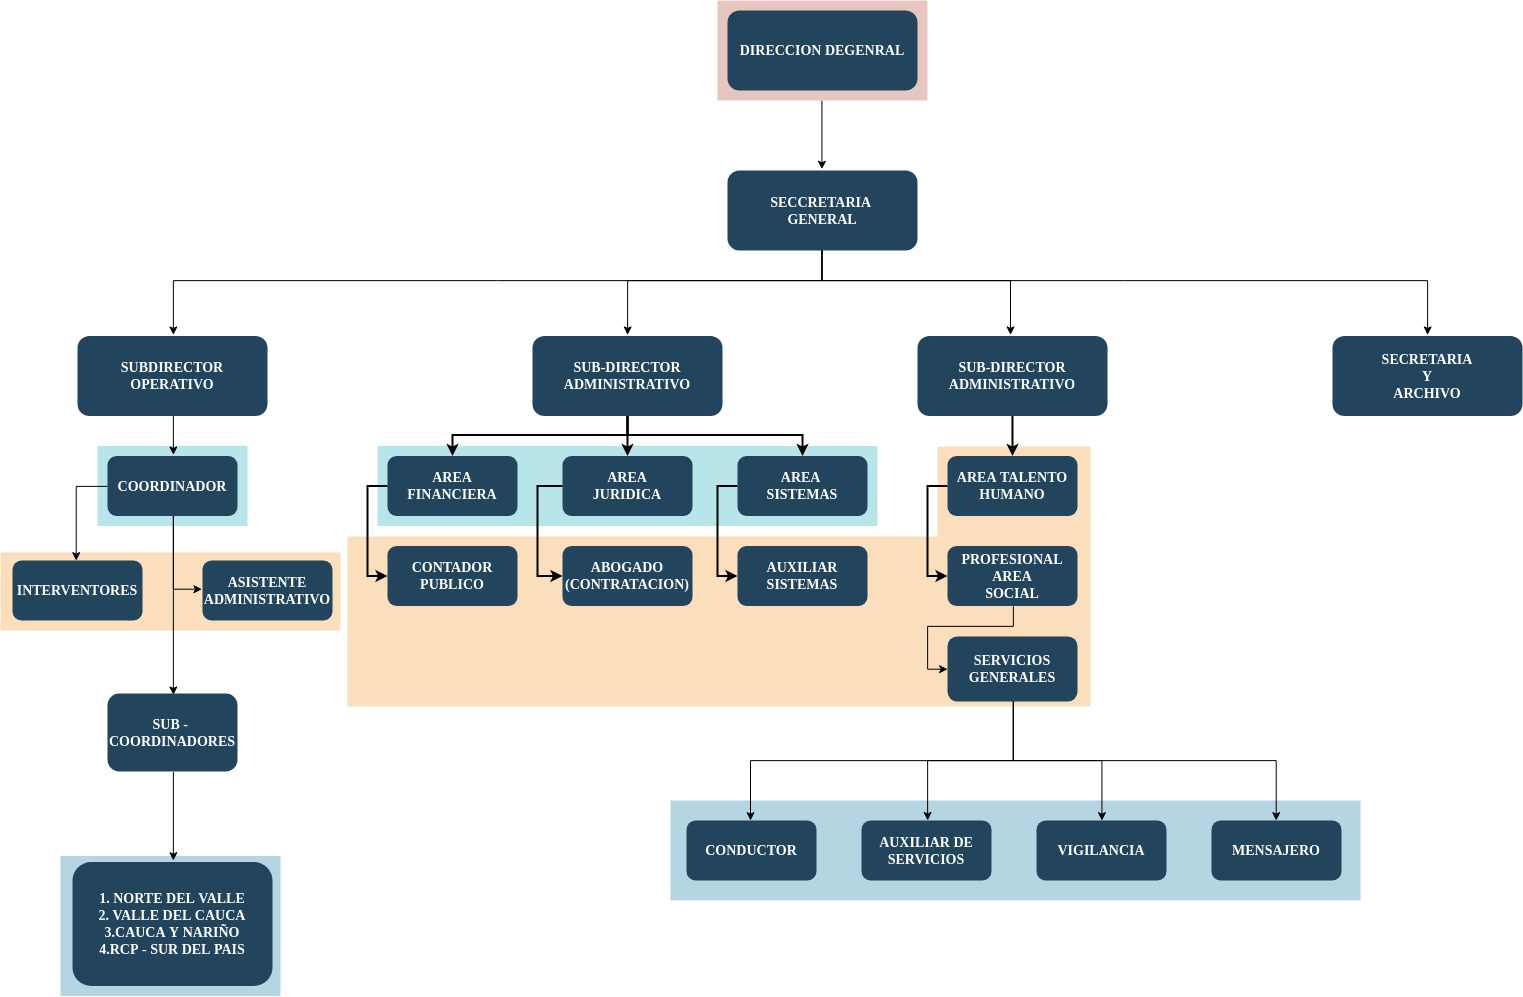 DIRECCION DEGENRAL
SECCRETARIA
GENERAL
SUBDIRECTOR
OPERATIVO
SUB-DIRECTOR
ADMINISTRATIVO
SUB-DIRECTOR
ADMINISTRATIVO
SECRETARIA
Y
ARCHIVO
COORDINADOR
AREA
FINANCIERA
AREA
JURIDICA
AREA
SISTEMAS
AREA TALENTO
HUMANO
INTERVENTORES
ASISTENTE
ADMINISTRATIVO
CONTADOR
PUBLICO
ABOGADO
(CONTRATACION)
AUXILIAR
SISTEMAS
PROFESIONAL
AREA
SOCIAL
SERVICIOS
GENERALES
SUB -
COORDINADORES
CONDUCTOR
AUXILIAR DE
SERVICIOS
VIGILANCIA
MENSAJERO
1. NORTE DEL VALLE
2. VALLE DEL CAUCA
3.CAUCA Y NARIÑO
4.RCP - SUR DEL PAIS